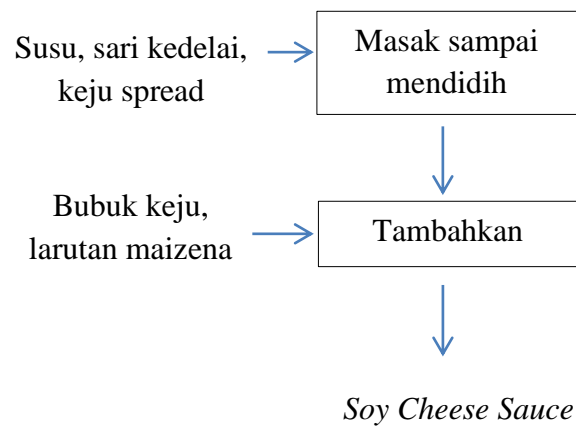 Susu, sari kedelai,
keju spread
Masak sampai
mendidih
Bubuk keju,
larutan maizena
Tambahkan
Soy Cheese Sauce